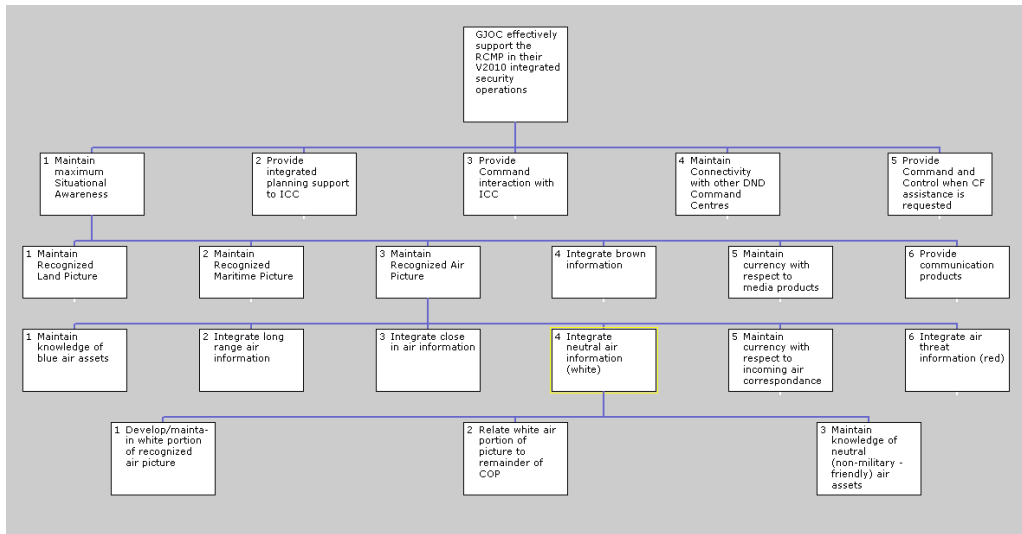 GJOC effectively
support the
RCMP in their
V2010 integrated
security
operations
1 Maintain
maximum
Situational
Awareness
2 Provide
integrated
planning support
to ICC
3 Provide
Command
interaction with
ICC
4 Maintain
Connectivity
with other DND
Command
Centres
5 Provide
Command and
Control when CF
assistance is
requested
1 Maintain
Recognized
Land Picture
2 Maintain
Recognized
Maritime Picture
3 Maintain
Recognized Air
Picture
4 Integrate brown
information
5 Maintain
currency with
respect to
media products
6 Provide
communication
products
1 Maintain
knowledge of
blue air assets
2 Integrate long
range air
information
3 Integrate close
in air information
4 Integrate
neutral air
information
(white)
5 Maintain
currency with
respect to
incoming air
correspondance
6 Integrate air
threat
information (red)
1 Develop/mainta-
in white portion
of recognized
air picture
2 Relate white air
portion of
picture to
remainder of
COP
3 Maintain
knowledge of
neutral
(non-military -
friendly) air
assets